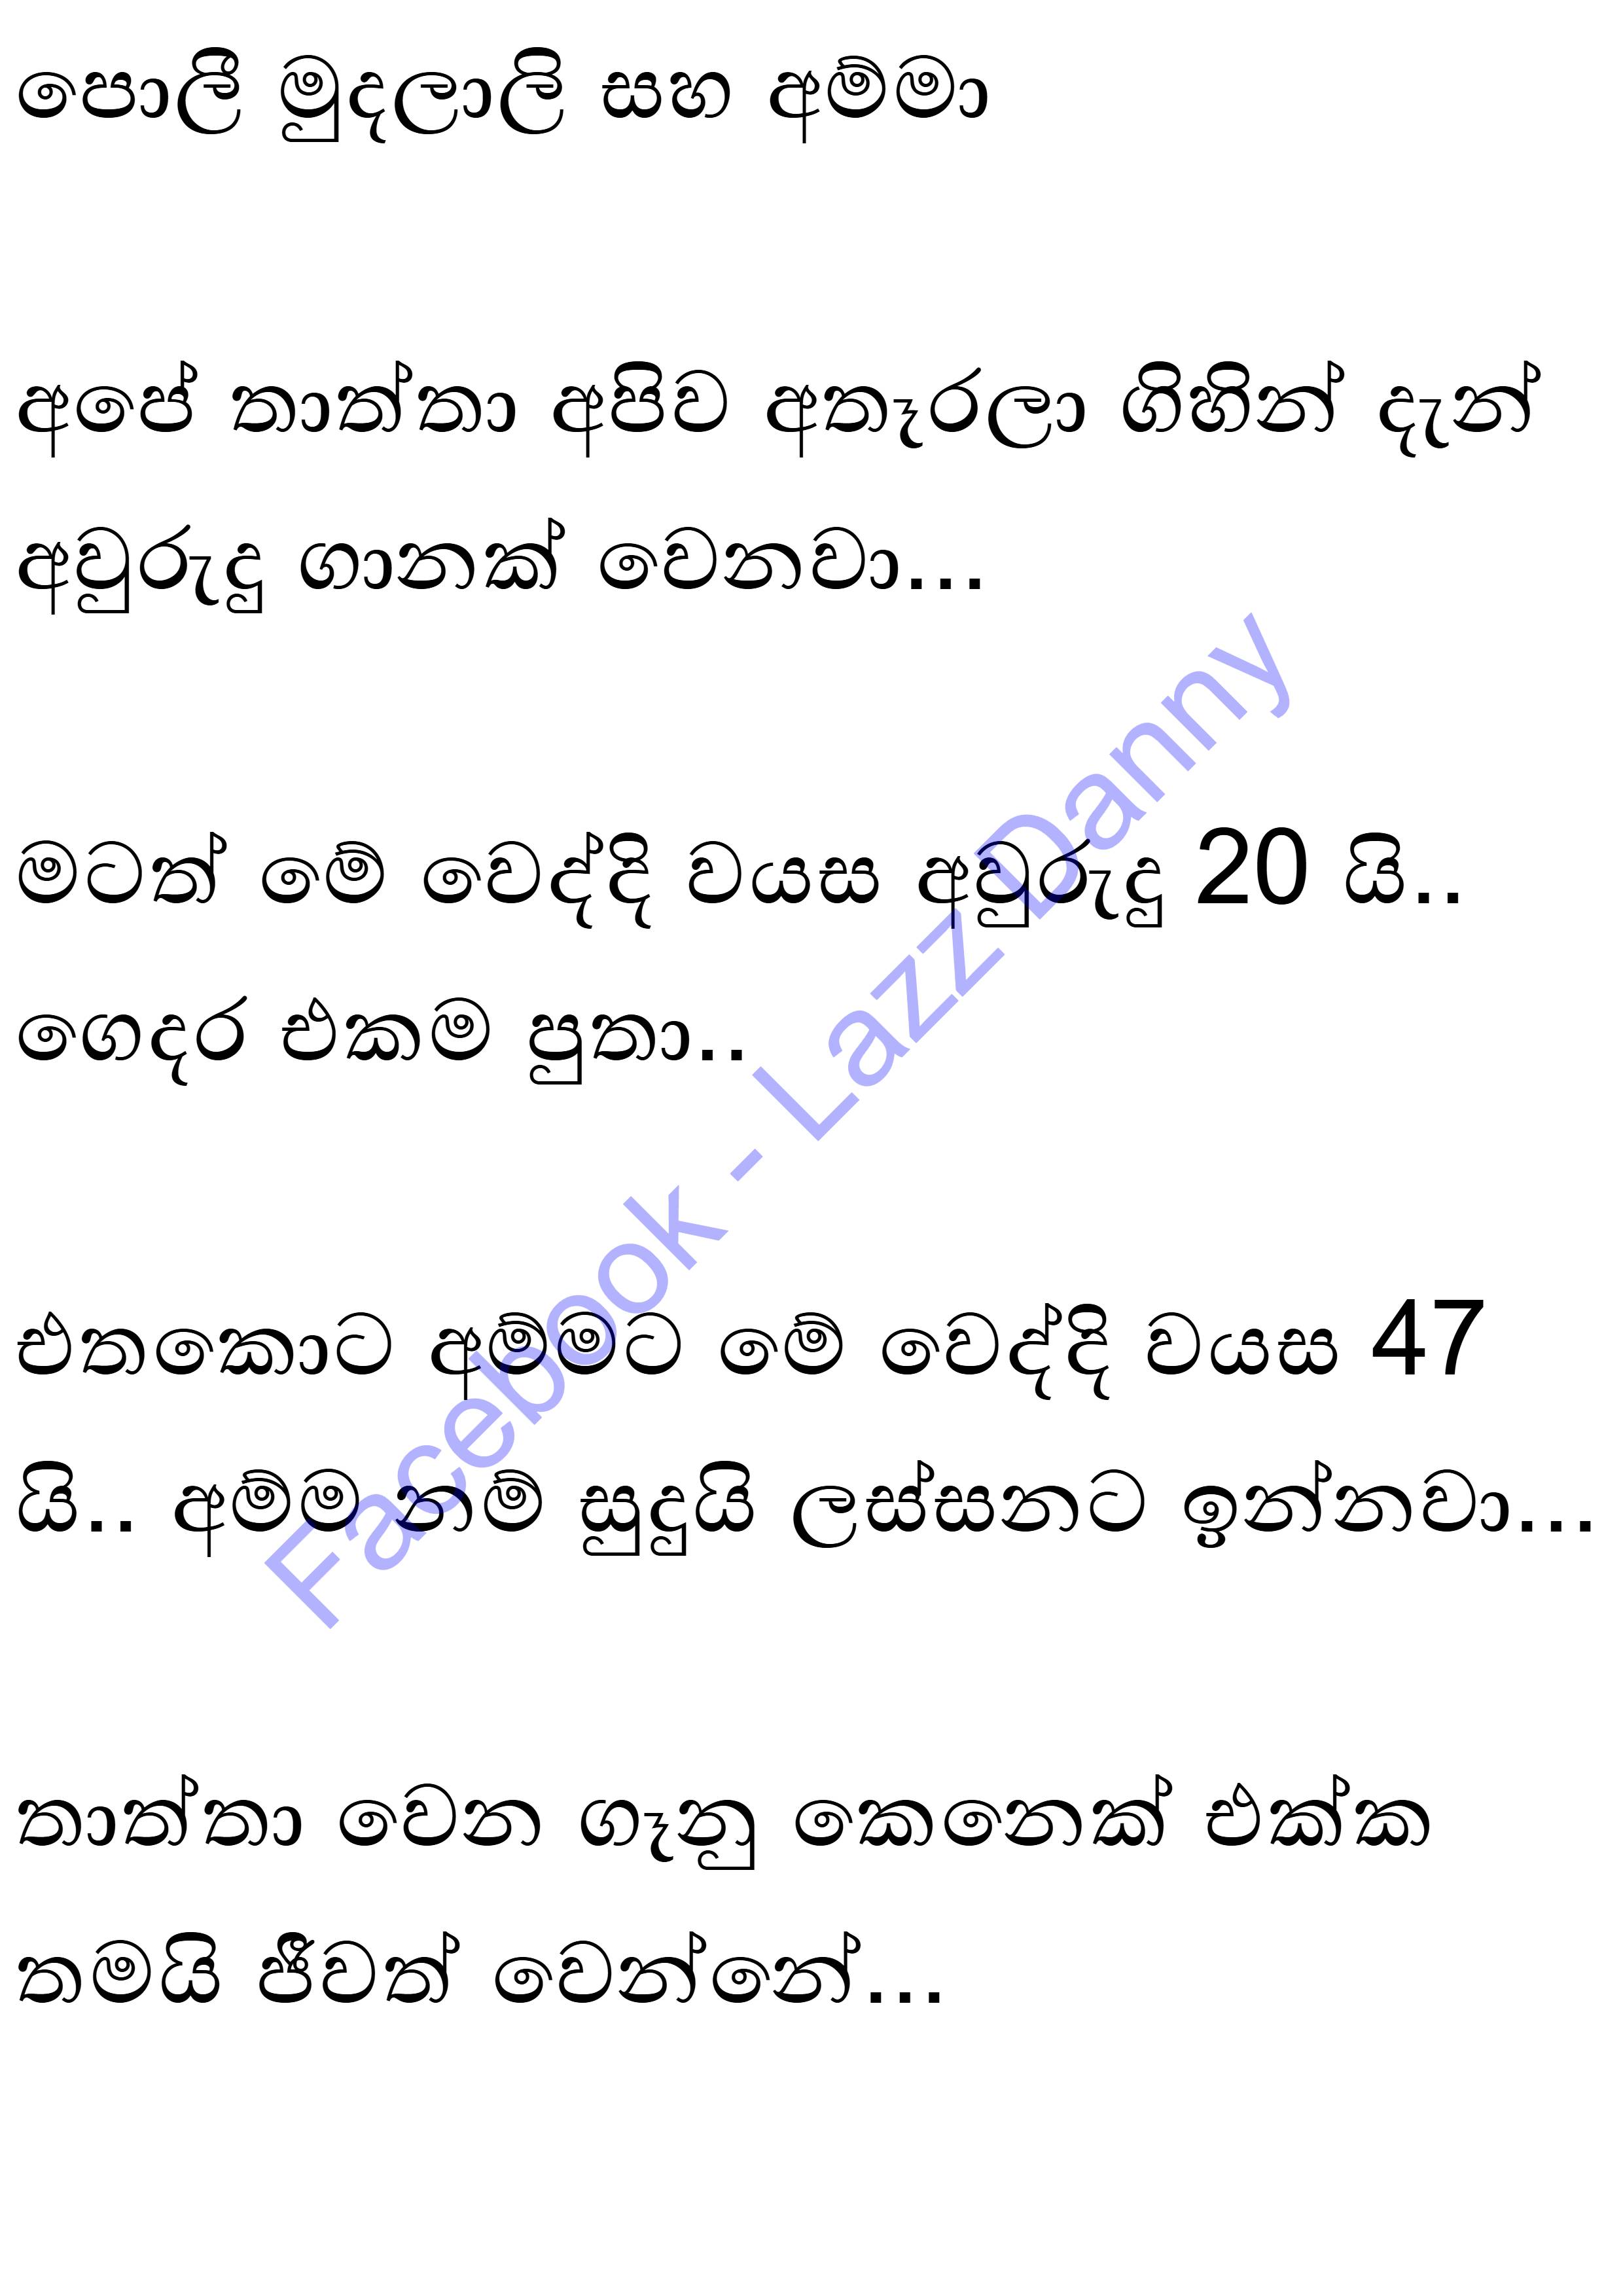 පොලී මුදලාලි සහ අම්මා
අපේ තාත්තා අපිව අතෑරලා ගිහින් දැන්
අවුරුදු ගානක් වෙනවා...
මටත් මේ වෙද්දි වයස අවුරුදු 20 යි..
ගෙදර එකම පුතා..
එතකොට අම්මට මේ වෙද්දි වයස 47
යි.. අම්ම නම් සුදුයි ලස්සනට ඉන්නවා...
තාත්තා වෙන ගෑනු කෙනෙක් එක්ක
තමයි ජීවත් වෙන්නේ...
Facebook - Lazz Danny